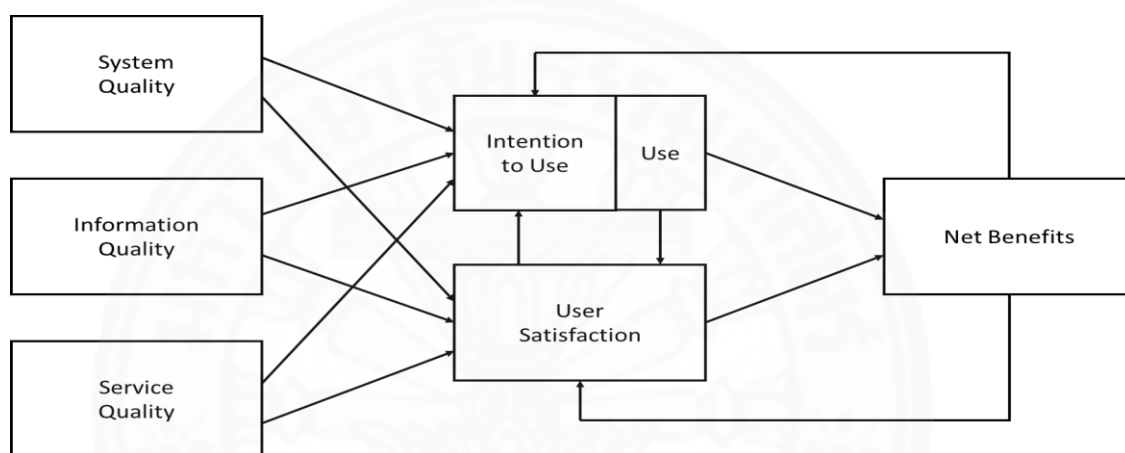 System
Quality
Intention
to Use
Use
Information
Quality
Net Benefits
User
Satisfaction
Service
Quality